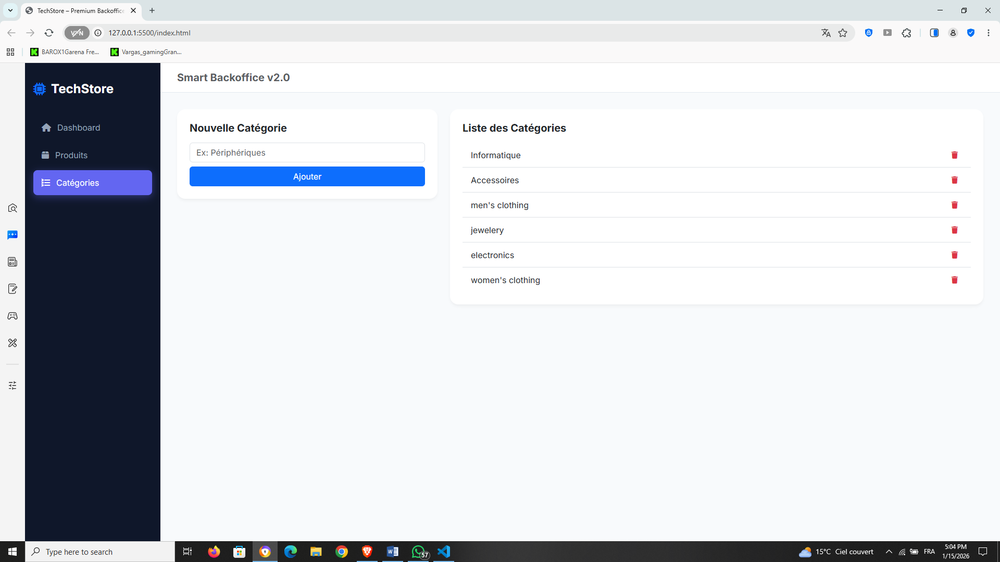 TechStore – Premium Backoffice
VPN
127.0.0.1:5500/index.html
BAROX1Garena Fre...
Vargas_gamingGran...
TechStore
Dashboard
Produits
Catégories
Smart Backoffice v2.0
Nouvelle Catégorie
Ex: Périphériques
Ajouter
Liste des Catégories
Informatique
Accessoires
men's clothing
jewelery
electronics
women's clothing
Type here to search
57
15°C Ciel couvert
FRA
5:04 PM
1/15/2026